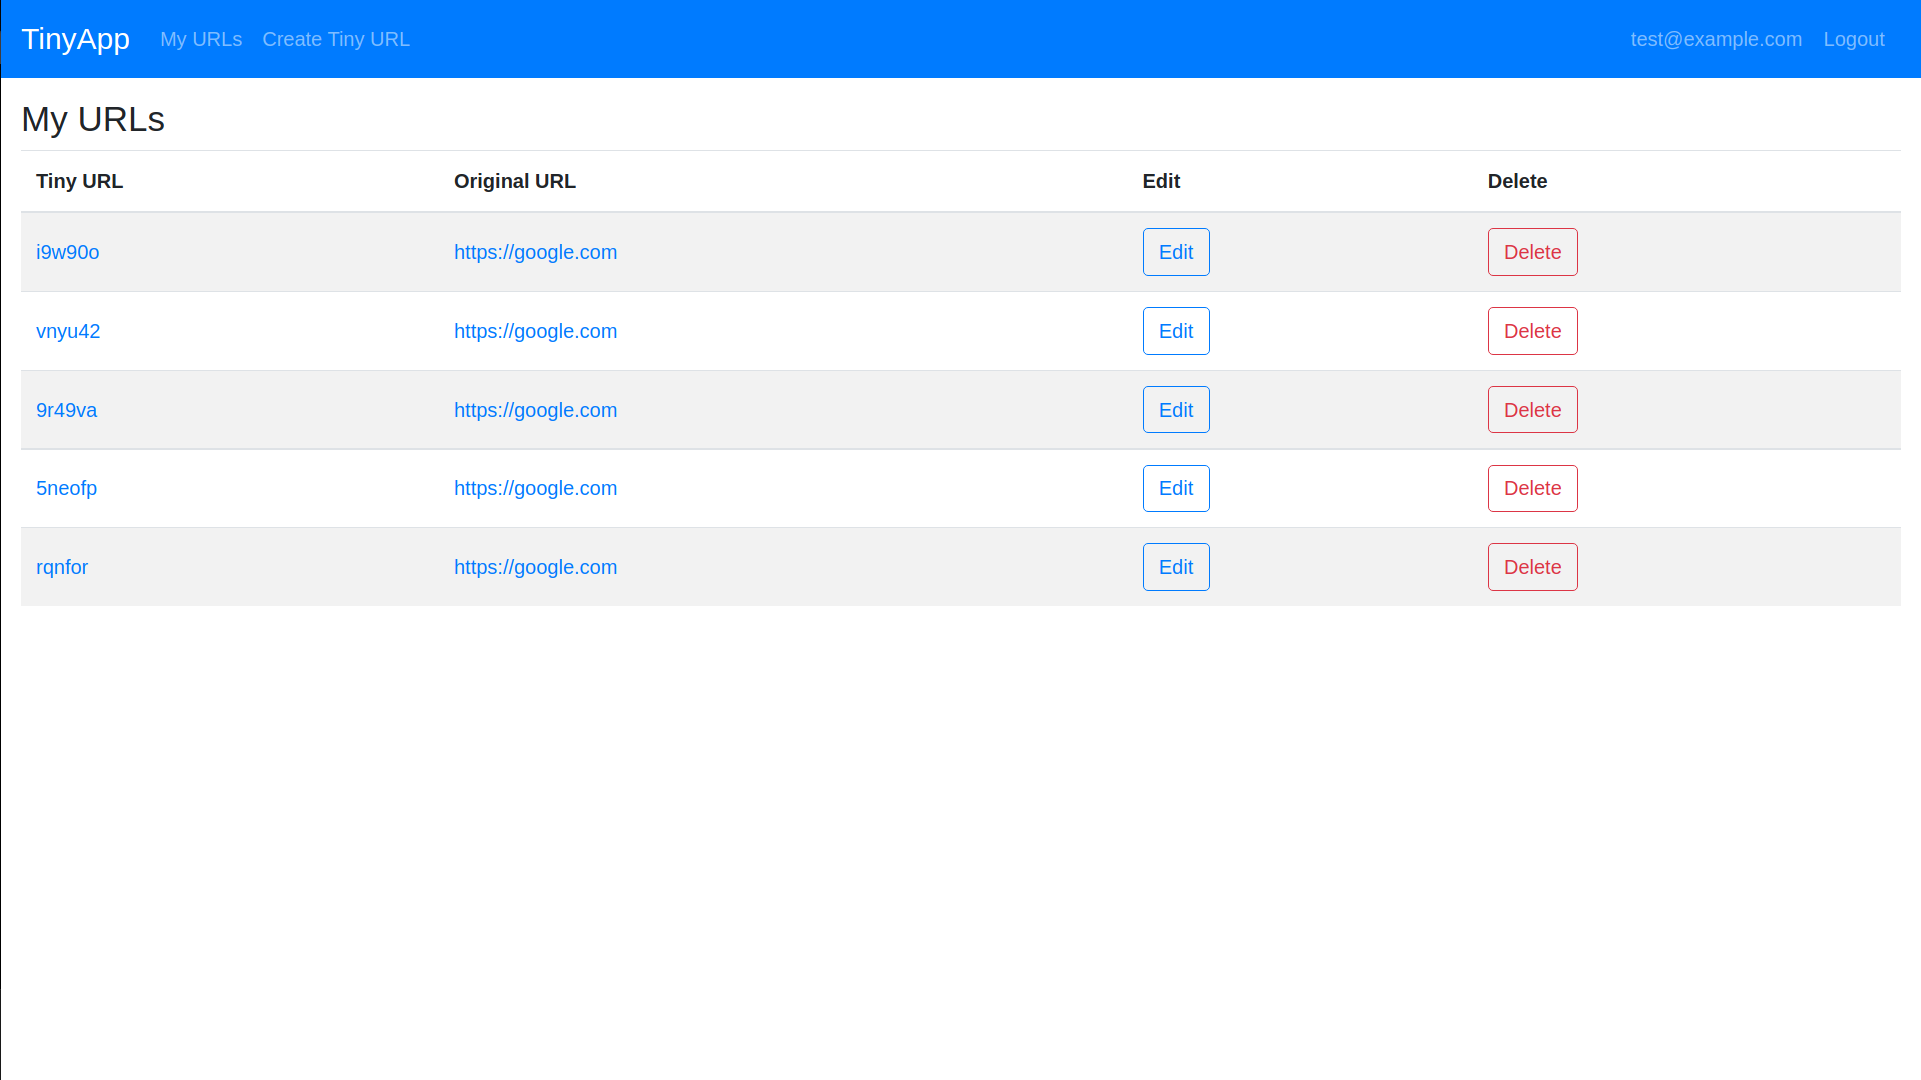 TinyApp My URLs Create Tiny URL test@example.com Logout
My URLs
Tiny URL Original URL Edit Delete
i9w90o https://google.com Edit Delete
vnyu42 https://google.com Edit Delete
9r49va https://google.com Edit Delete
5neofp https://google.com Edit Delete
rqnfor https://google.com Edit Delete